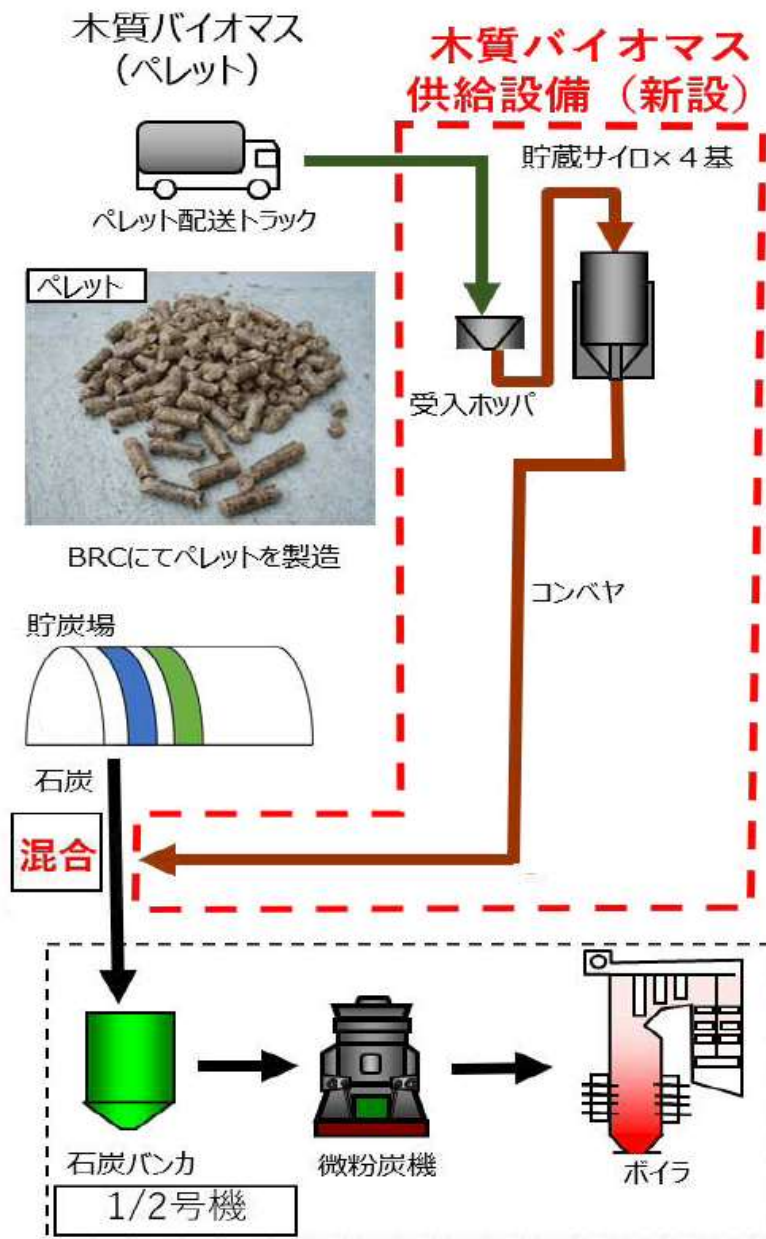 木質バイオマス
（ペレット）
木質バイオマス
供給設備（新設）
貯蔵サイロ×４基
ペレット配送トラック
ペレット
受入ホッパ
BRCにてペレットを製造
コンベヤ
貯炭場
石炭
混合
石炭バンカ
微粉炭機
ボイラ
1/2号機